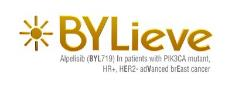 BYLieve
Alpelisib (BYL719) In patients with PIK3CA mutant,
HR+, HER2- adVanced brEast cancer